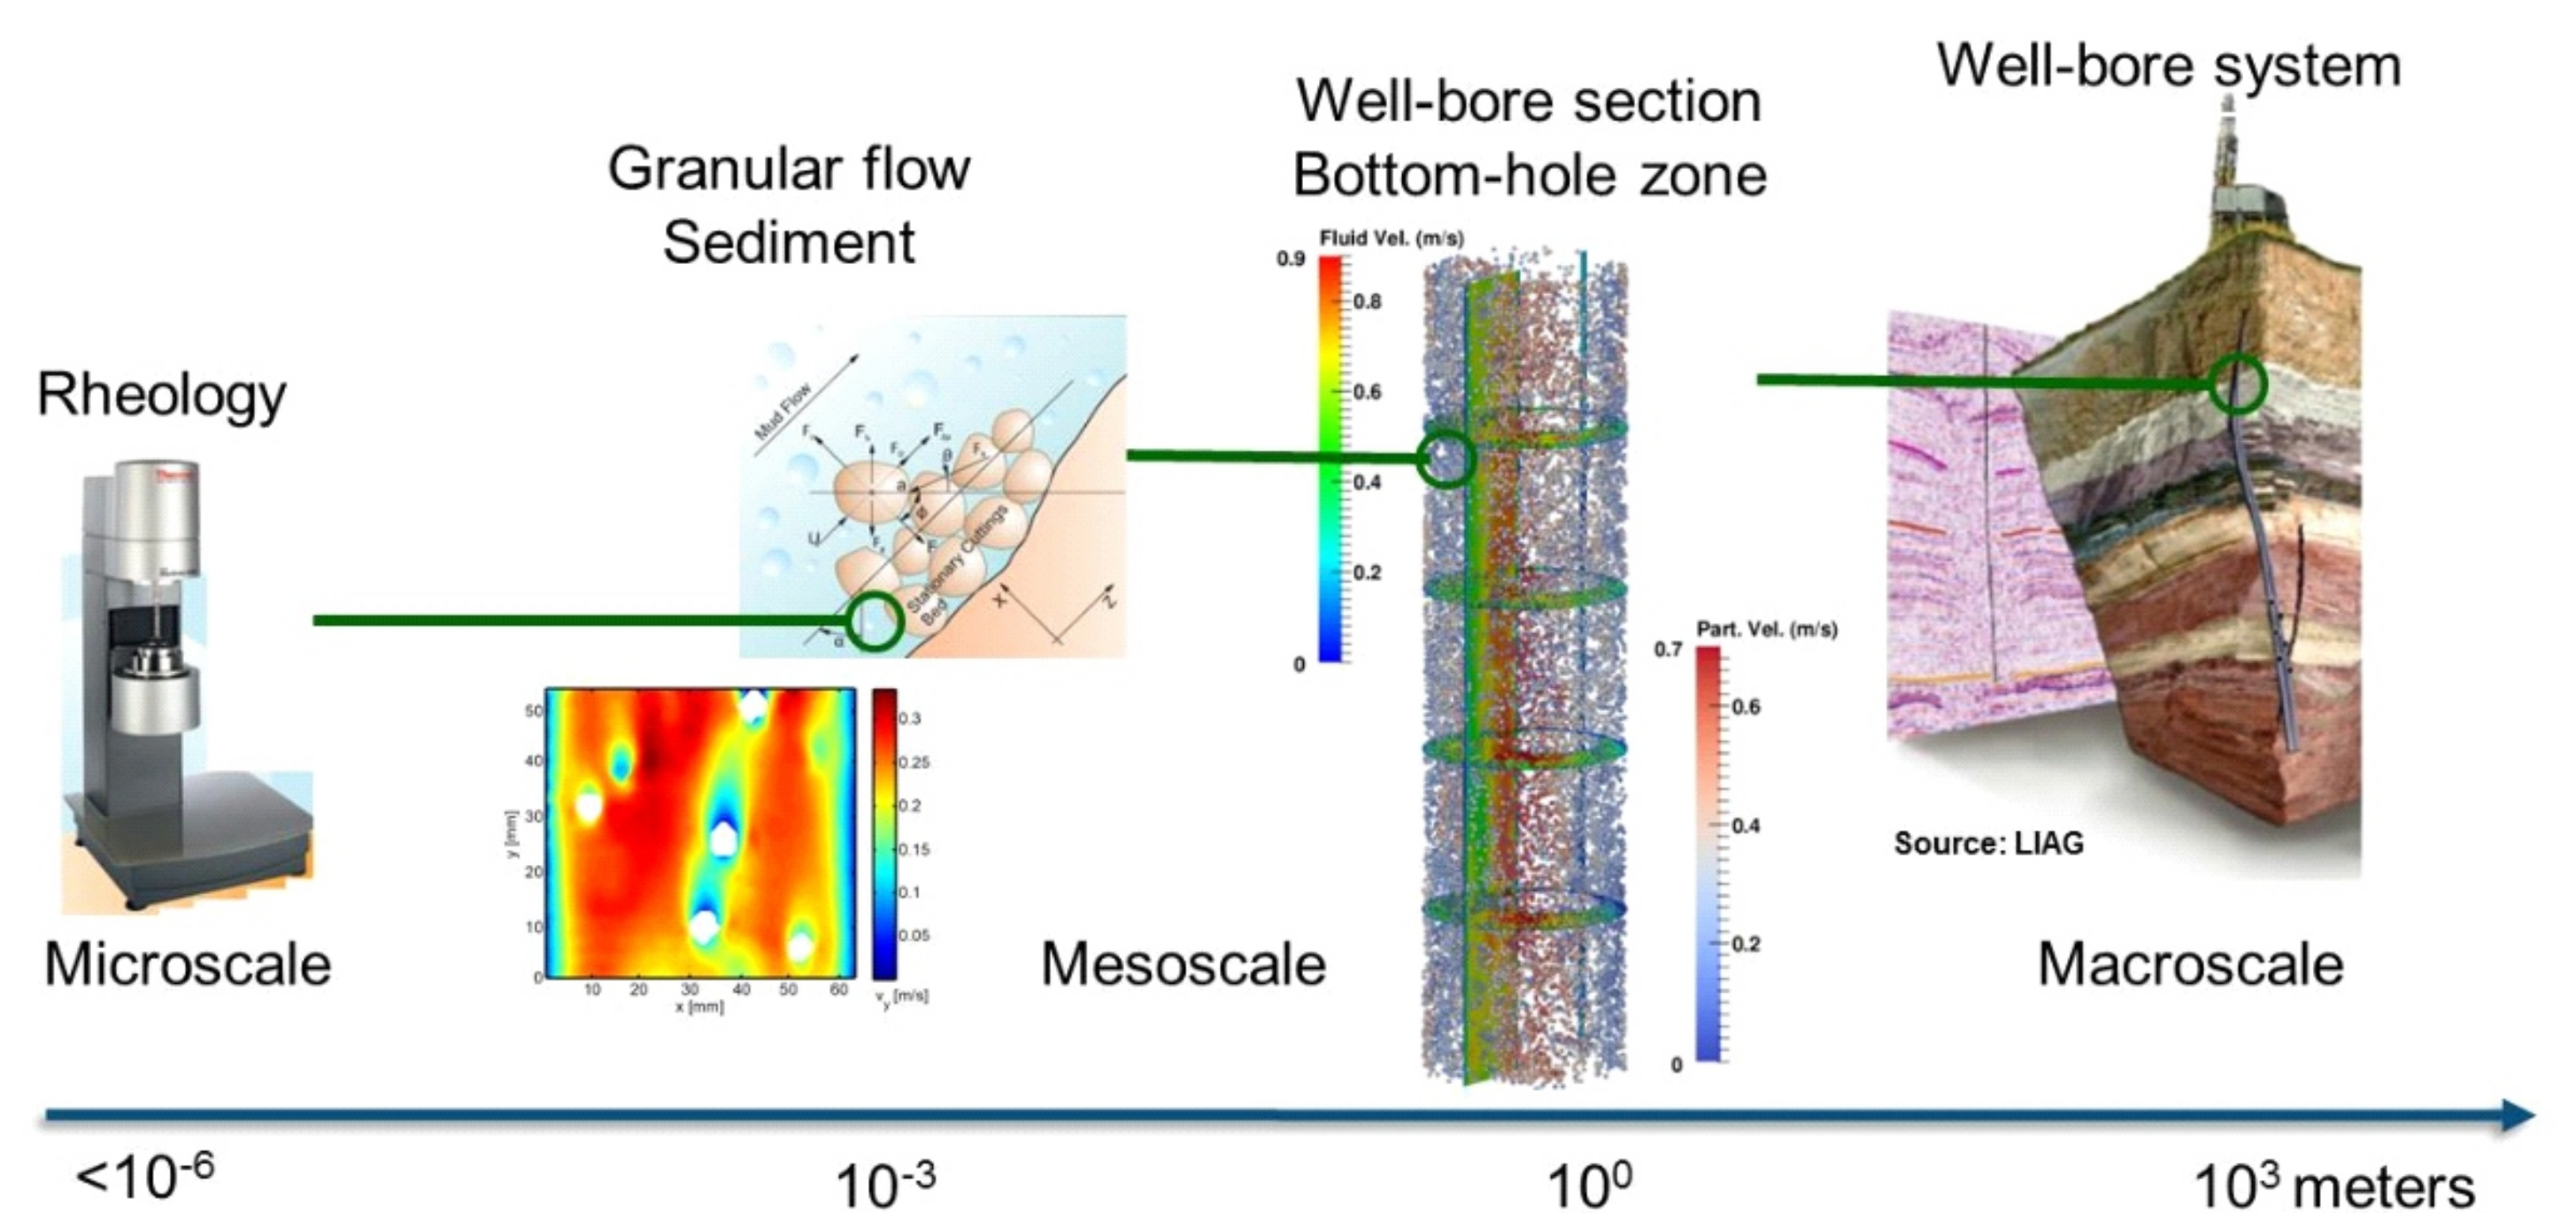 Well-bore system
Well-bore section
Bottom-hole zone
Granular flow
Sediment
Rheology
Fluid Vel. (m/s)
0.9
0.8
0.6
0.4
0.2
0
Mud Flow
U
a
θ
Ø
α
X
Z
Stationary Cuttings
Bed
Part. Vel. (m/s)
0.7
0.6
0.4
0.2
0
50
40
30
20
10
0
y [mm]
10 20 30 40 50 60
x [mm]
0.3
0.25
0.2
0.15
0.1
0.05
vy [m/s]
Source: LIAG
Microscale
Mesoscale
Macroscale
<10-6
10-3
100
103 meters